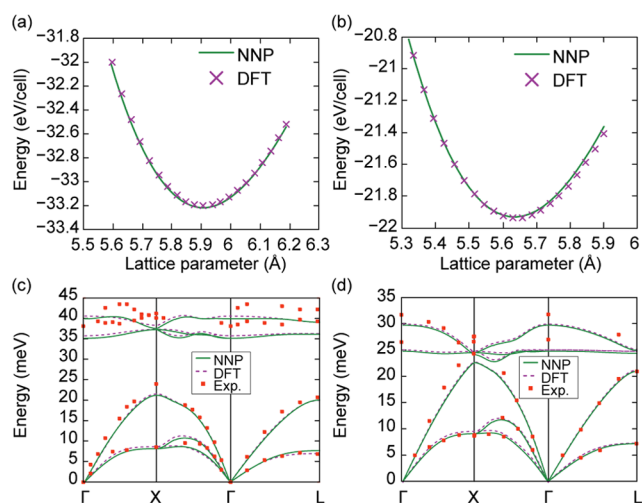 (a)
-31.8
-32
-32.2
-32.4
-32.6
-32.8
-33
-33.2
-33.4
Energy (eV/cell)
NNP
DFT
5.5 5.6 5.7 5.8 5.9 6 6.1 6.2 6.3
Lattice parameter (Å)
(b)
-20.8
-21
-21.2
-21.4
-21.6
-21.8
-22
Energy (eV/cell)
NNP
DFT
5.3 5.4 5.5 5.6 5.7 5.8 5.9 6
Lattice parameter (Å)
(c)
45
40
35
30
25
20
15
10
5
0
Energy (meV)
NNP
DFT
Exp.
Γ X Γ L
(d)
35
30
25
20
15
10
5
0
Energy (meV)
NNP
DFT
Exp.
Γ X Γ L